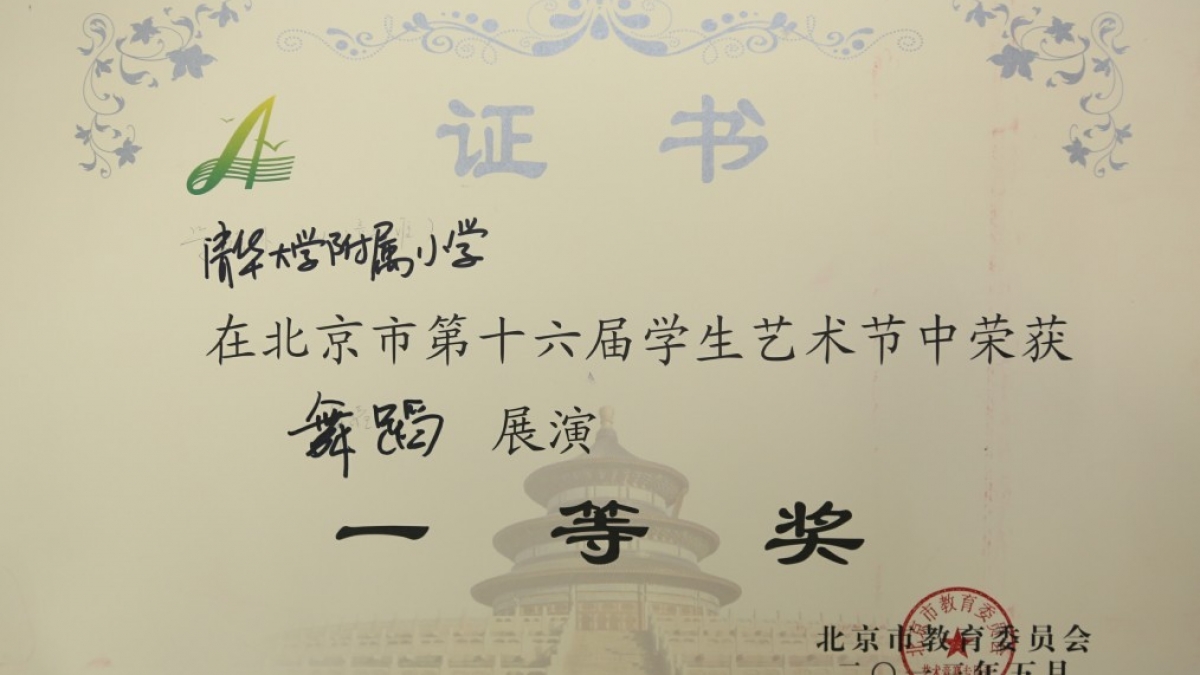 证书
清华大学附属小学
在北京市第十六届学生艺术节中荣获
舞蹈 展演
一等奖
北京市教育委员会